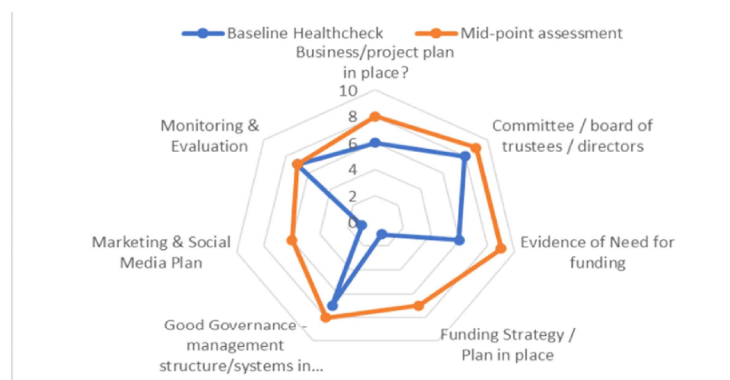 Baseline Healthcheck
Mid-point assessment
Business/project plan
in place?
10
8
6
4
2
0
Committee / board of
trustees / directors
Evidence of Need for
funding
Funding Strategy /
Plan in place
Good Governance -
management
structure/systems in...
Marketing & Social
Media Plan
Monitoring &
Evaluation